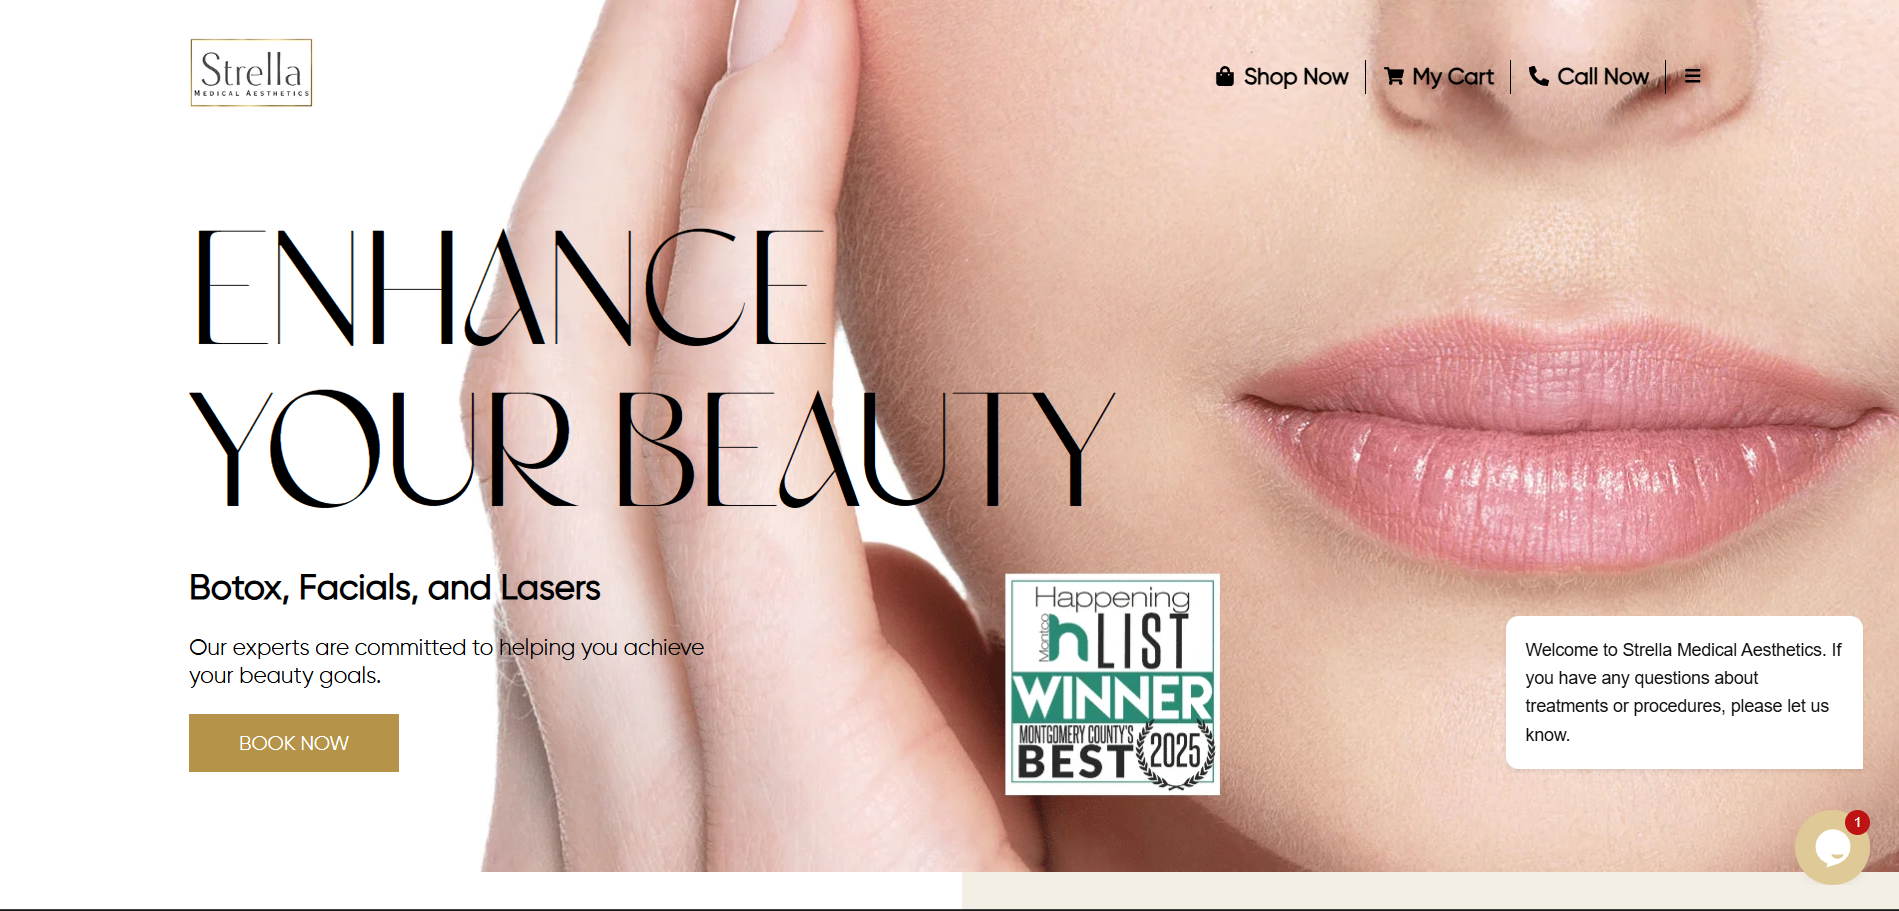 Strella
MEDICAL AESTHETICS
Shop Now
My Cart
Call Now
ENHANCE
YOUR BEAUTY
Botox, Facials, and Lasers
Our experts are committed to helping you achieve
your beauty goals.
BOOK NOW
Happening
Montco
h LIST
WINNER
MONTGOMERY COUNTY'S
BEST
2025
Welcome to Strella Medical Aesthetics. If
you have any questions about
treatments or procedures, please let us
know.
1